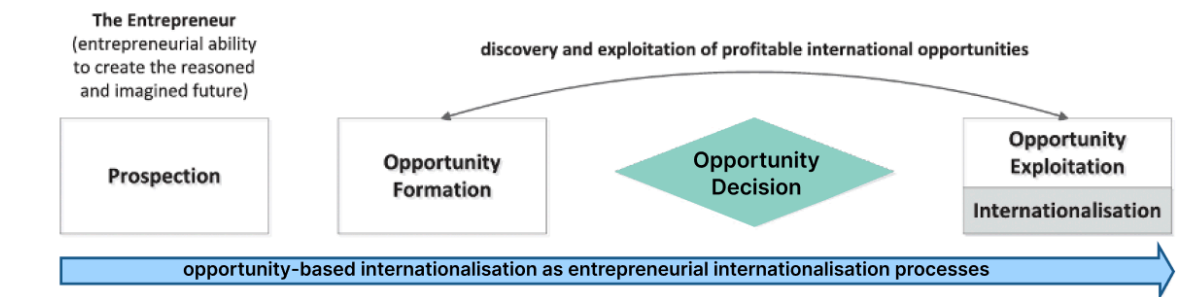 The Entrepreneur
(entrepreneurial ability
to create the reasoned
and imagined future)
discovery and exploitation of profitable international opportunities
Prospection
Opportunity
Formation
Opportunity
Decision
Opportunity
Exploitation
Internationalisation
opportunity-based internationalisation as entrepreneurial internationalisation processes